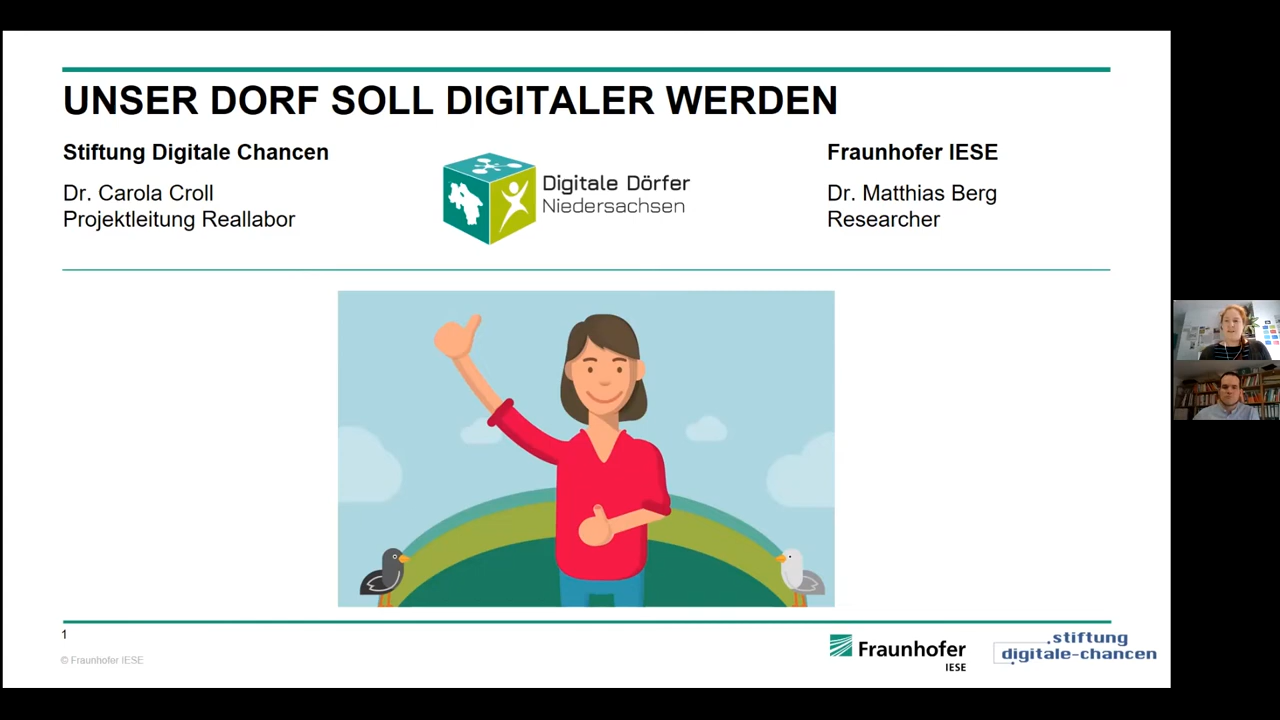 UNSER DORF SOLL DIGITALER WERDEN
Stiftung Digitale Chancen
Dr. Carola Croll
Projektleitung Reallabor
Digitale Dörfer
Niedersachsen
Fraunhofer IESE
Dr. Matthias Berg
Researcher
1
© Fraunhofer IESE
Fraunhofer
IESE
stiftung
digitale-chancen